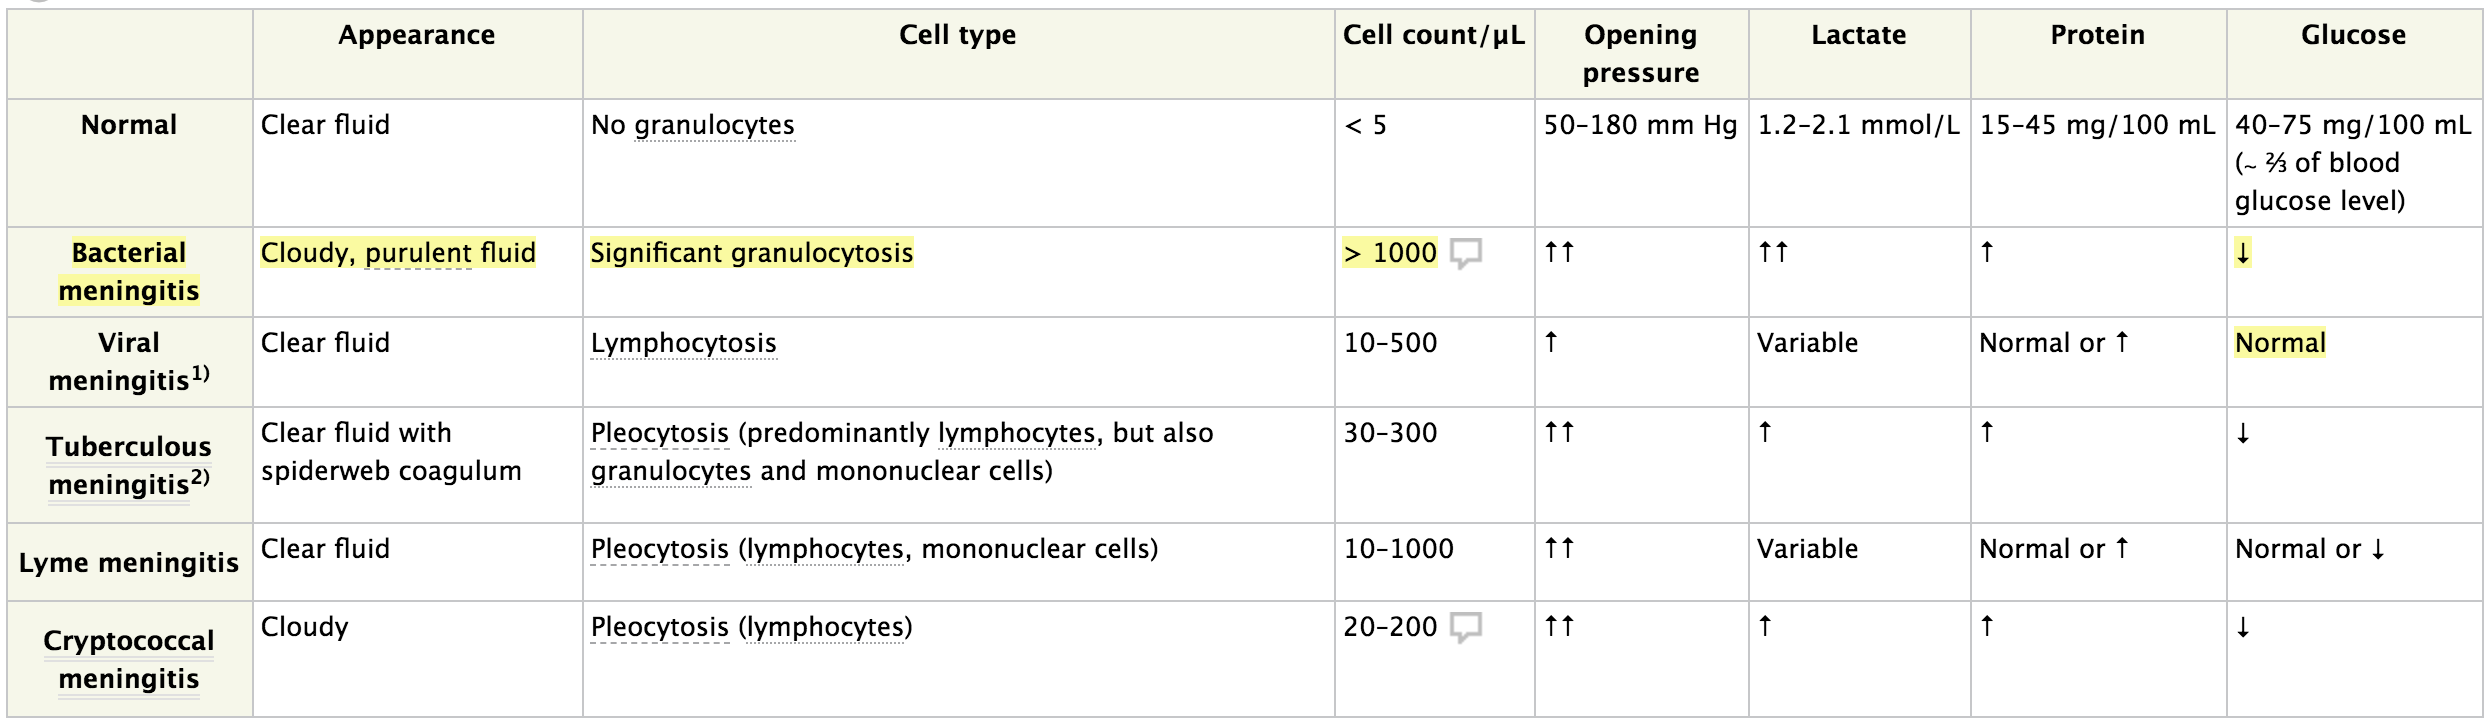 Appearance Cell type Cell count/µL Opening pressure Lactate Protein Glucose
Normal Clear fluid No granulocytes < 5 50–180 mm Hg 1.2–2.1 mmol/L 15–45 mg/100 mL 40–75 mg/100 mL
(~ ⅔ of blood
glucose level)
Bacterial meningitis Cloudy, purulent fluid Significant granulocytosis > 1000 ↑↑ ↑↑ ↑ ↓
Viral meningitis1) Clear fluid Lymphocytosis 10–500 ↑ Variable Normal or ↑ Normal
Tuberculous meningitis2) Clear fluid with spiderweb coagulum Pleocytosis (predominantly lymphocytes, but also granulocytes and mononuclear cells) 30–300 ↑↑ ↑ ↑ ↓
Lyme meningitis Clear fluid Pleocytosis (lymphocytes, mononuclear cells) 10–1000 ↑↑ Variable Normal or ↑ Normal or ↓
Cryptococcal meningitis Cloudy Pleocytosis (lymphocytes) 20–200 ↑↑ ↑ ↑ ↓